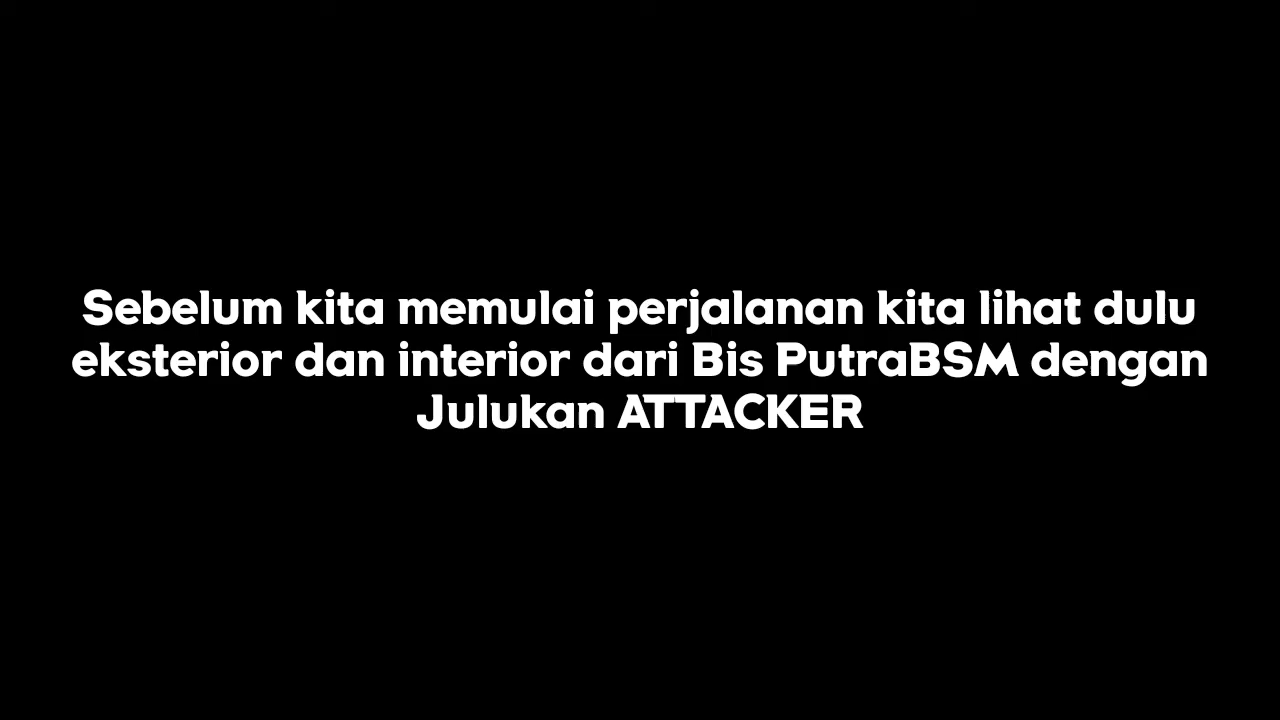 Sebelum kita memulai perjalanan kita lihat dulu
eksterior dan interior dari Bis PutraBSM dengan
Julukan ATTACKER